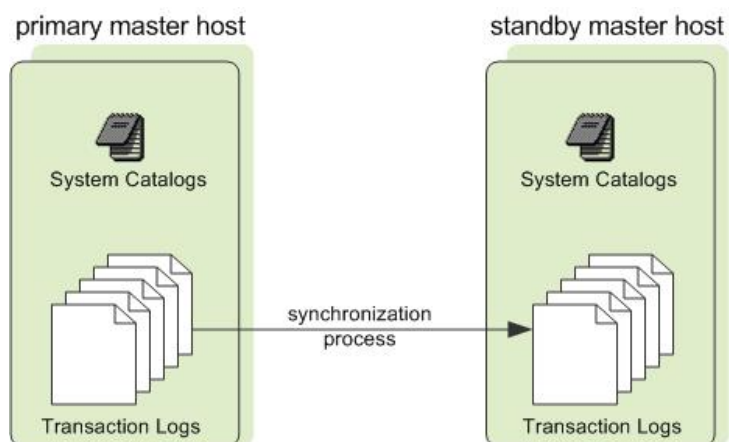 primary master host
standby master host
System Catalogs
System Catalogs
synchronization
process
Transaction Logs
Transaction Logs